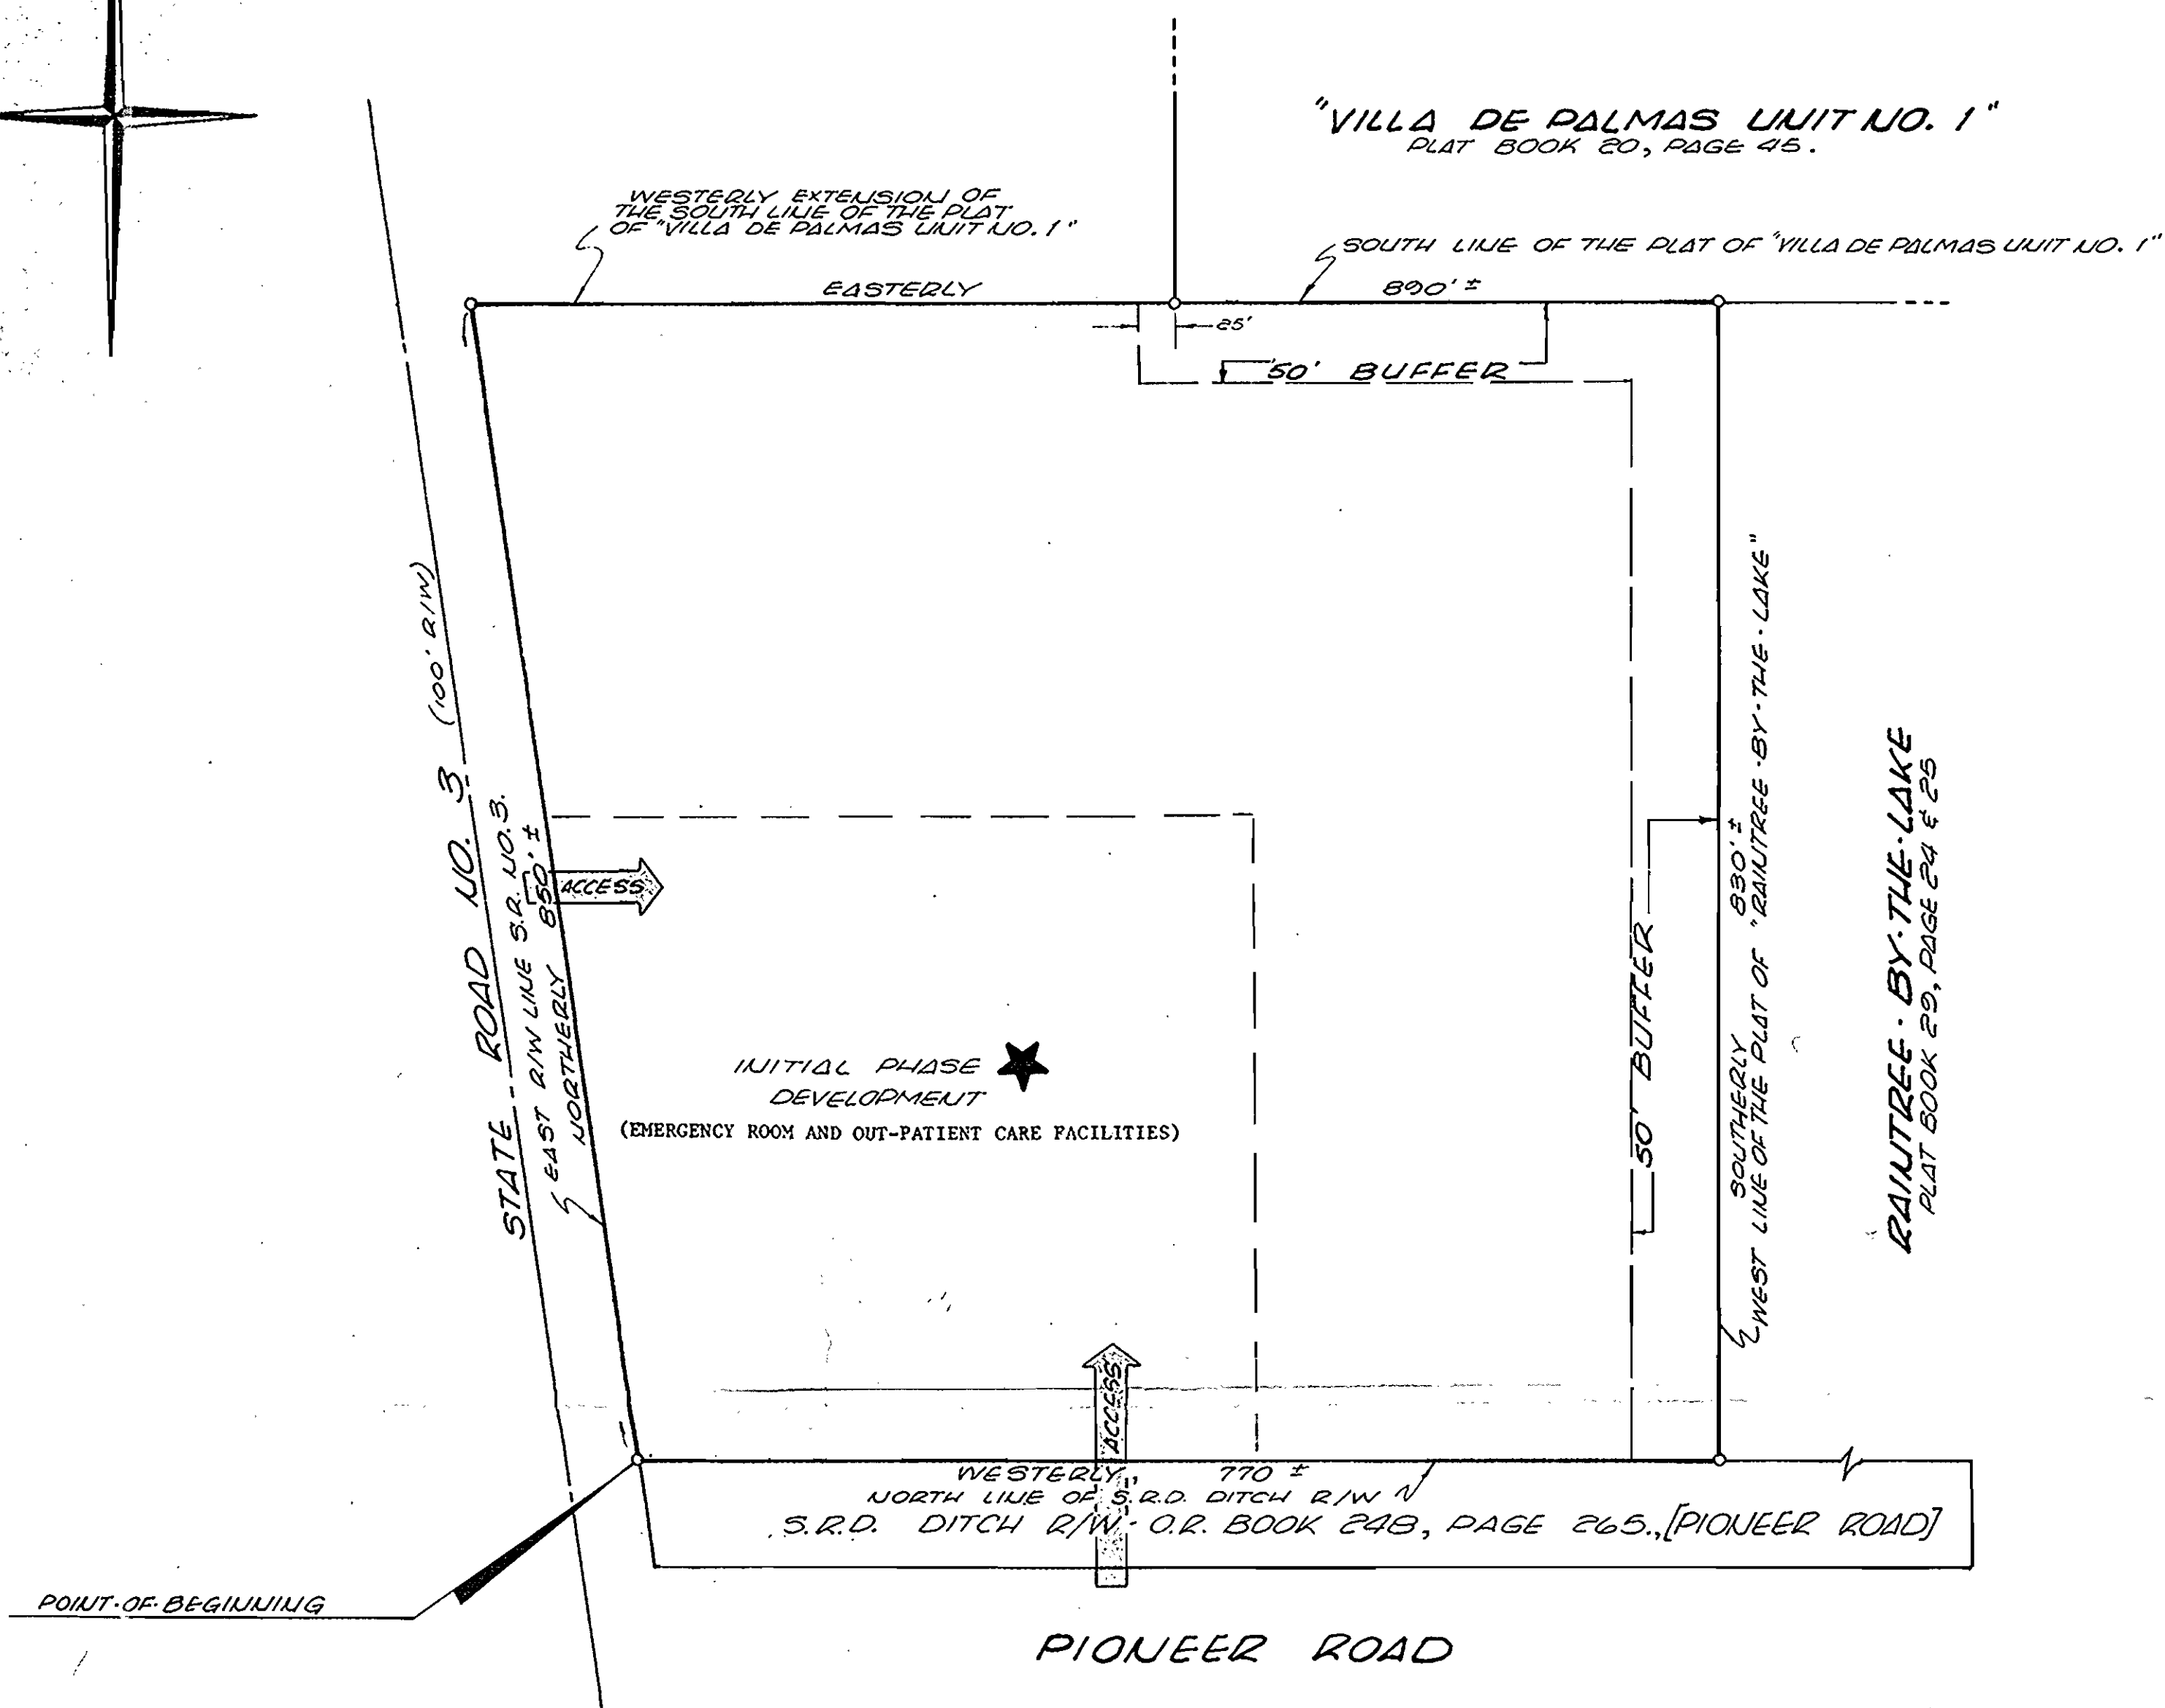 "VILLA DE PALMAS UNIT NO. 1"
PLAT BOOK 20, PAGE 45.
WESTERLY EXTENSION OF
THE SOUTH LINE OF THE PLAT
OF "VILLA DE PALMAS UNIT NO. 1"
SOUTH LINE OF THE PLAT OF "VILLA DE PALMAS UNIT NO. 1"
EASTERLY 890' ±
25'
50' BUFFER
(100' R/W)
STATE ROAD NO. 3
EAST R/W LINE S.R. NO. 3.
NORTHERLY 850' ±
ACCESS
INITIAL PHASE
DEVELOPMENT
(EMERGENCY ROOM AND OUT-PATIENT CARE FACILITIES)
50' BUFFER
SOUTHERLY 830' ±
WEST LINE OF THE PLAT OF "RAINTREE-BY-THE-LAKE"
RAINTREE-BY-THE-LAKE
PLAT BOOK 29, PAGE 24 & 25
ACCESS
WESTERLY, 770 ±
NORTH LINE OF S.R.D. DITCH R/W
S.R.D. DITCH R/W - O.R. BOOK 248, PAGE 265., [PIONEER ROAD]
POINT-OF-BEGINNING
PIONEER ROAD